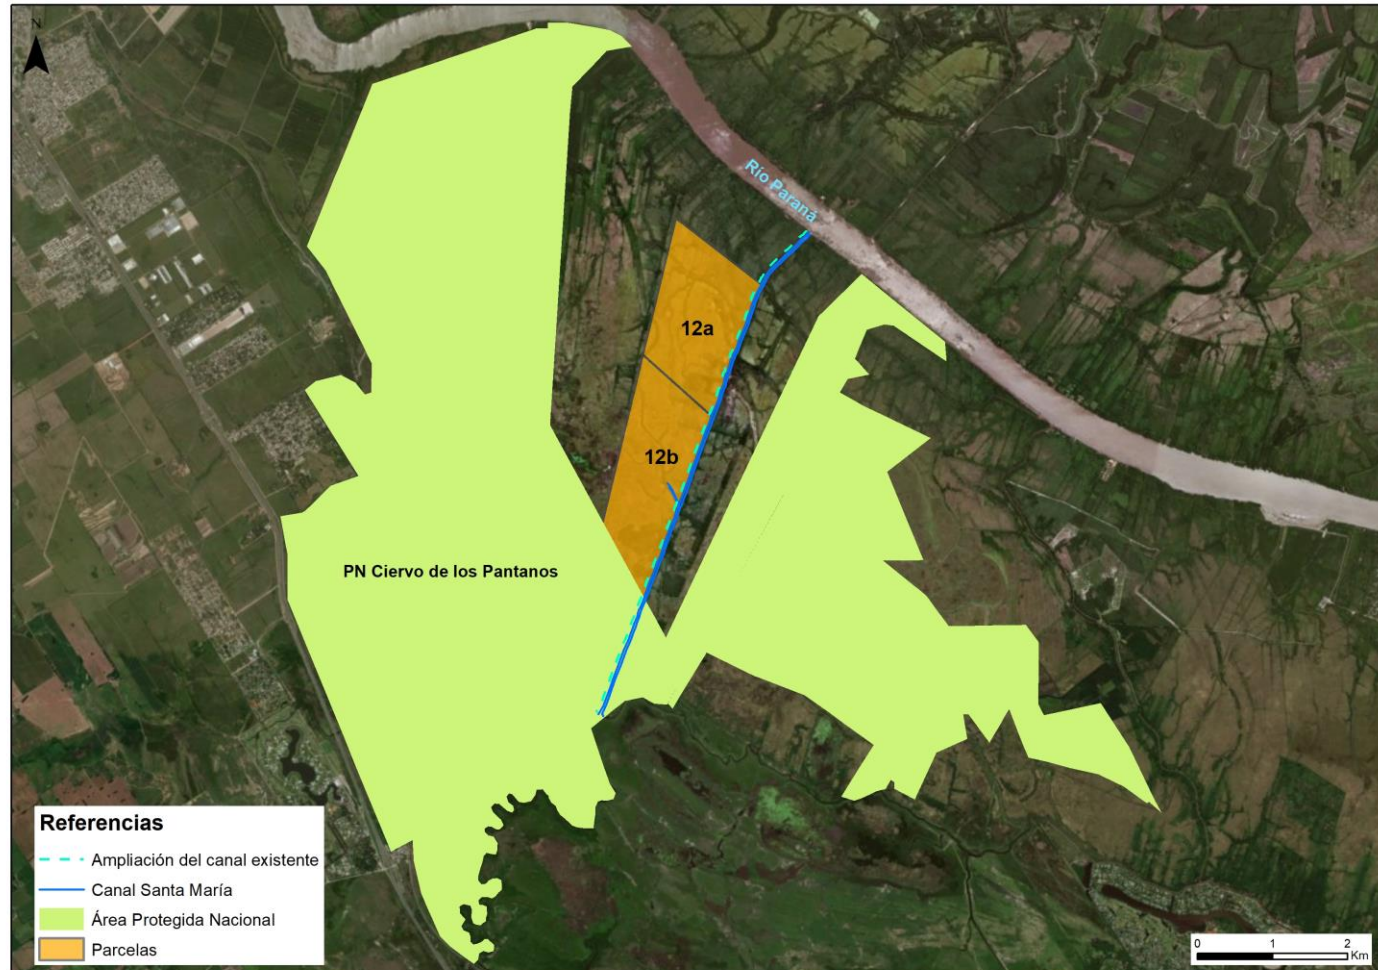 N
Río Paraná
12a
12b
PN Ciervo de los Pantanos
Referencias
Ampliación del canal existente
Canal Santa María
Área Protegida Nacional
Parcelas
0 1 2
Km